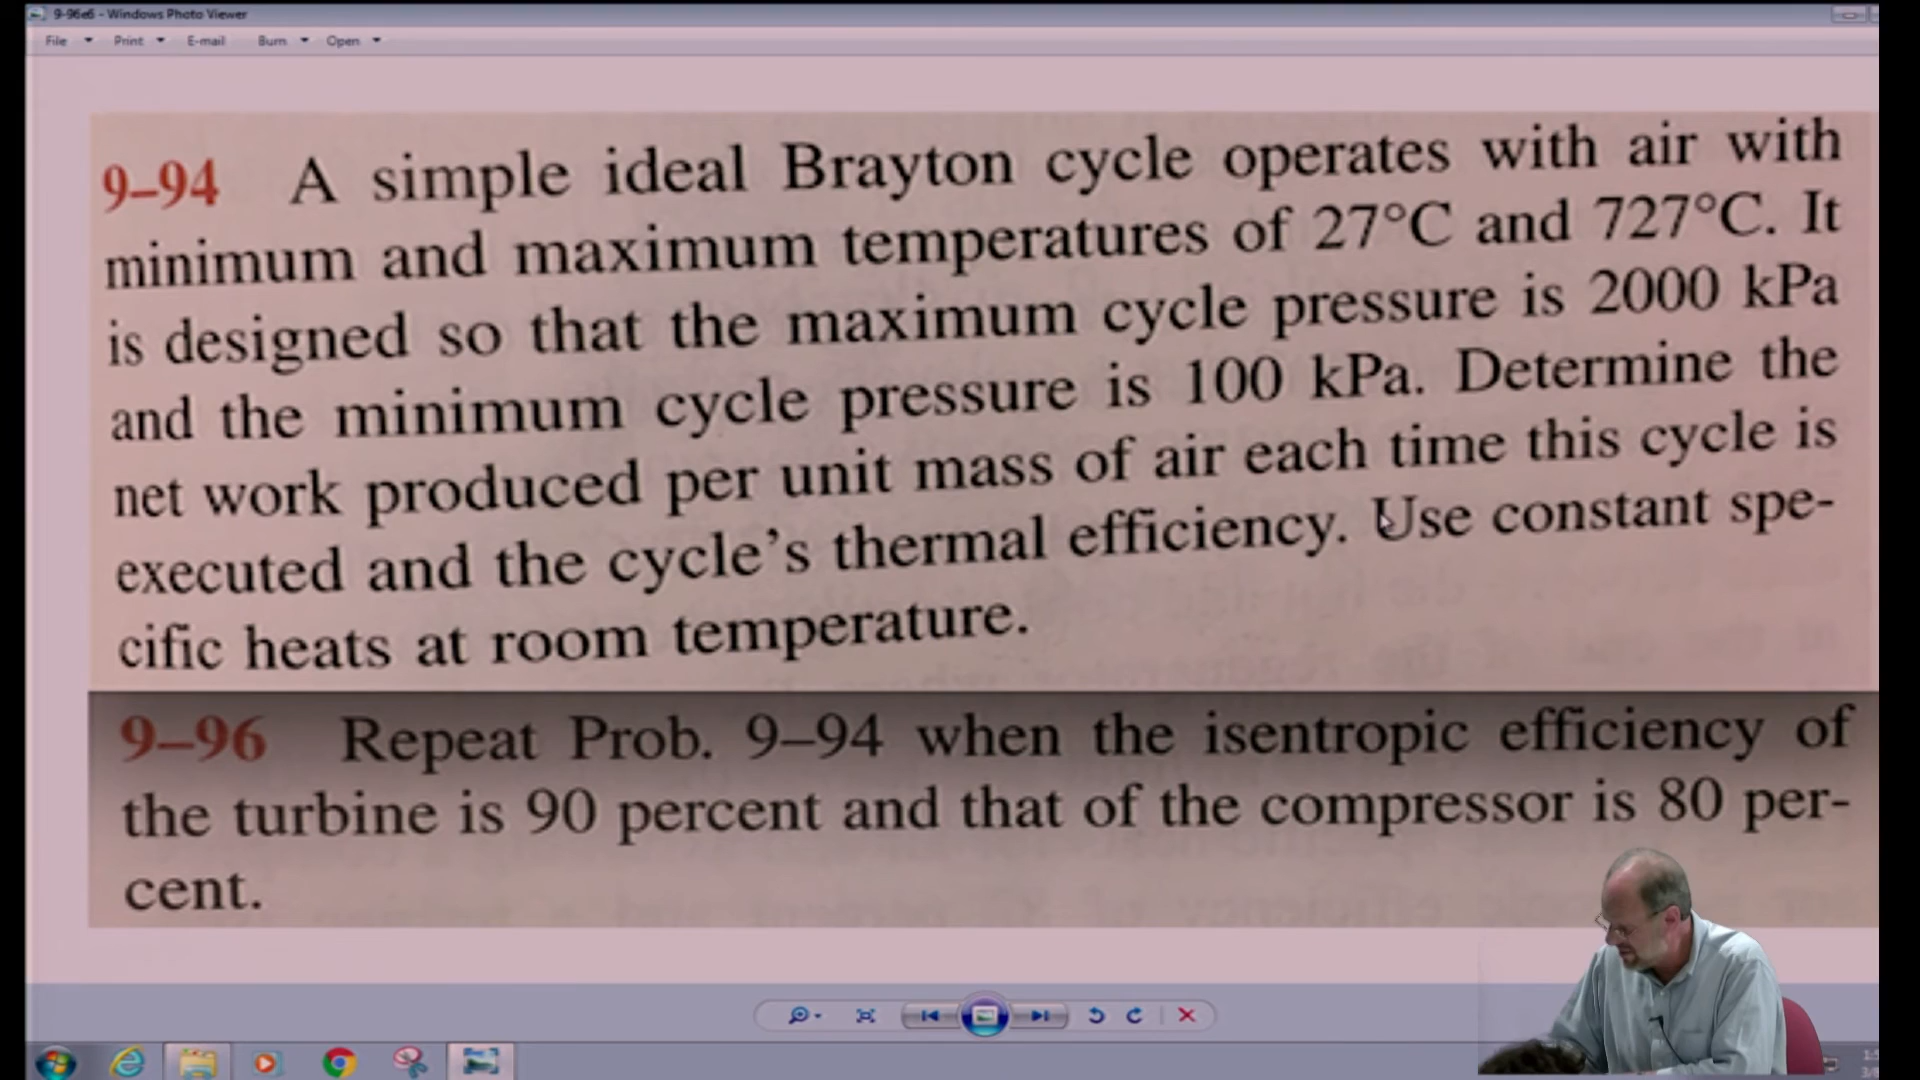 9-96e6 - Windows Photo Viewer
File Print E-mail Burn Open
9–94 A simple ideal Brayton cycle operates with air with
minimum and maximum temperatures of 27°C and 727°C. It
is designed so that the maximum cycle pressure is 2000 kPa
and the minimum cycle pressure is 100 kPa. Determine the
net work produced per unit mass of air each time this cycle is
executed and the cycle’s thermal efficiency. Use constant spe-
cific heats at room temperature.
9–96 Repeat Prob. 9–94 when the isentropic efficiency of
the turbine is 90 percent and that of the compressor is 80 per-
cent.